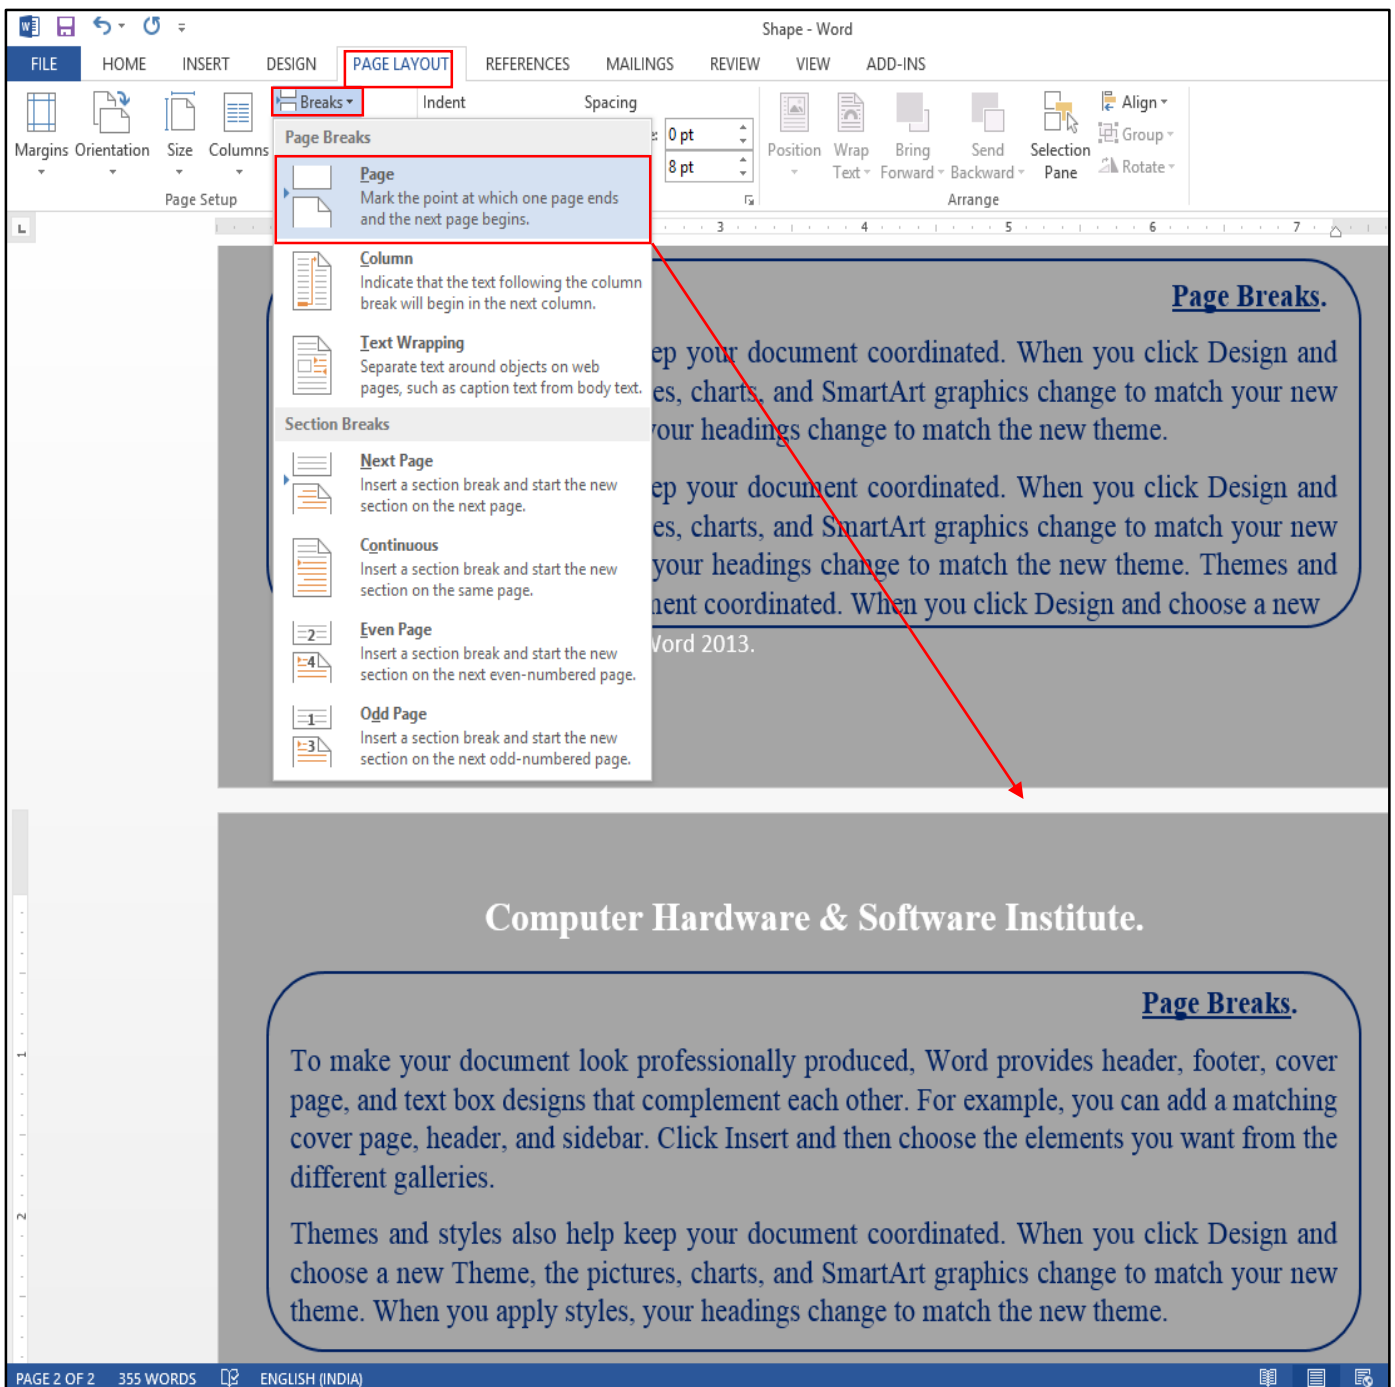 Shape - Word
FILE HOME INSERT DESIGN PAGE LAYOUT REFERENCES MAILINGS REVIEW VIEW ADD-INS
Breaks Indent Spacing Align
0 pt Group
Margins Orientation Size Columns 8 pt Position Wrap Text Bring Forward Send Backward Selection Pane Rotate
Page Setup Arrange
Page Breaks
Page
Mark the point at which one page ends
and the next page begins.
Column
Indicate that the text following the column
break will begin in the next column.
Text Wrapping
Separate text around objects on web
pages, such as caption text from body text.
Section Breaks
Next Page
Insert a section break and start the new
section on the next page.
Continuous
Insert a section break and start the new
section on the same page.
Even Page
Insert a section break and start the new
section on the next even-numbered page.
Odd Page
Insert a section break and start the new
section on the next odd-numbered page.
3 4 5 6 7
Page Breaks.
ep your document coordinated. When you click Design and
es, charts, and SmartArt graphics change to match your new
your headings change to match the new theme.
ep your document coordinated. When you click Design and
es, charts, and SmartArt graphics change to match your new
your headings change to match the new theme. Themes and
ment coordinated. When you click Design and choose a new
Word 2013.
Computer Hardware & Software Institute.
Page Breaks.
To make your document look professionally produced, Word provides header, footer, cover
page, and text box designs that complement each other. For example, you can add a matching
cover page, header, and sidebar. Click Insert and then choose the elements you want from the
different galleries.
Themes and styles also help keep your document coordinated. When you click Design and
choose a new Theme, the pictures, charts, and SmartArt graphics change to match your new
theme. When you apply styles, your headings change to match the new theme.
1
2
PAGE 2 OF 2 355 WORDS ENGLISH (INDIA)